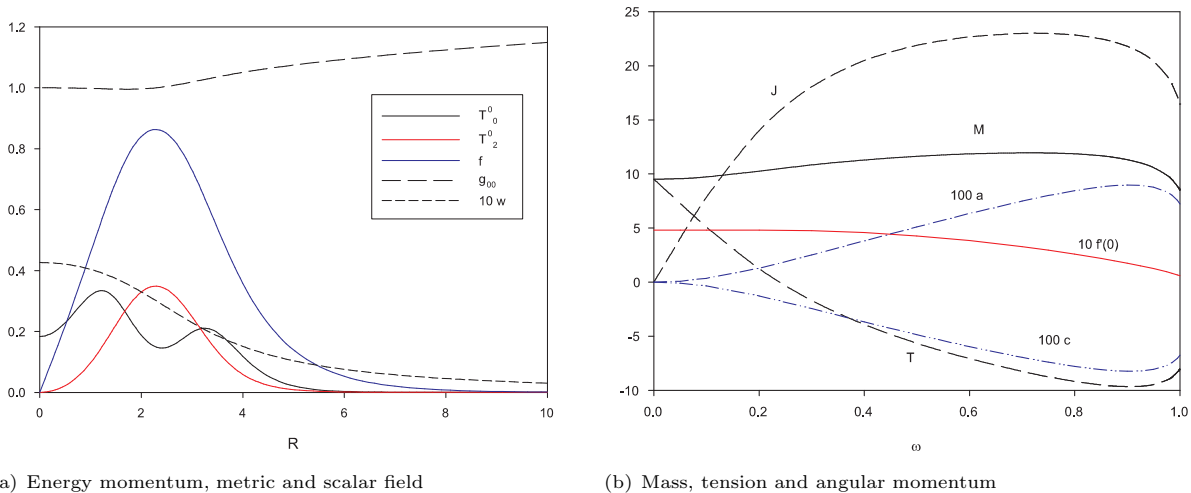 1.2
1.0
0.8
0.6
0.4
0.2
0.0
0 2 4 6 8 10
R
T⁰₀
T⁰₂
f
g₀₀
10 w
a) Energy momentum, metric and scalar field
25
20
15
10
5
0
-5
-10
0.0 0.2 0.4 0.6 0.8 1.0
ω
J
M
100 a
10 f'(0)
100 c
T
(b) Mass, tension and angular momentum